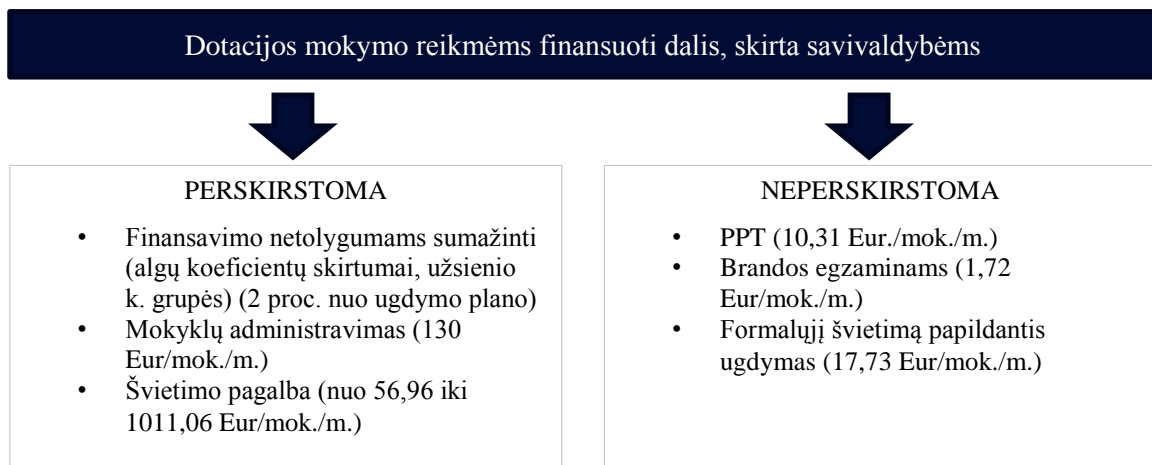 Dotacijos mokymo reikmėms finansuoti dalis, skirta savivaldybėms
PERSKIRSTOMA
• Finansavimo netolygumams sumažinti
(algų koeficientų skirtumai, užsienio
k. grupės) (2 proc. nuo ugdymo plano)
• Mokyklų administravimas (130
Eur/mok./m.)
• Švietimo pagalba (nuo 56,96 iki
1011,06 Eur/mok./m.)
NEPERSKIRSTOMA
• PPT (10,31 Eur./mok./m.)
• Brandos egzaminams (1,72
Eur/mok./m.)
• Formalųjį švietimą papildantis
ugdymas (17,73 Eur/mok./m.)